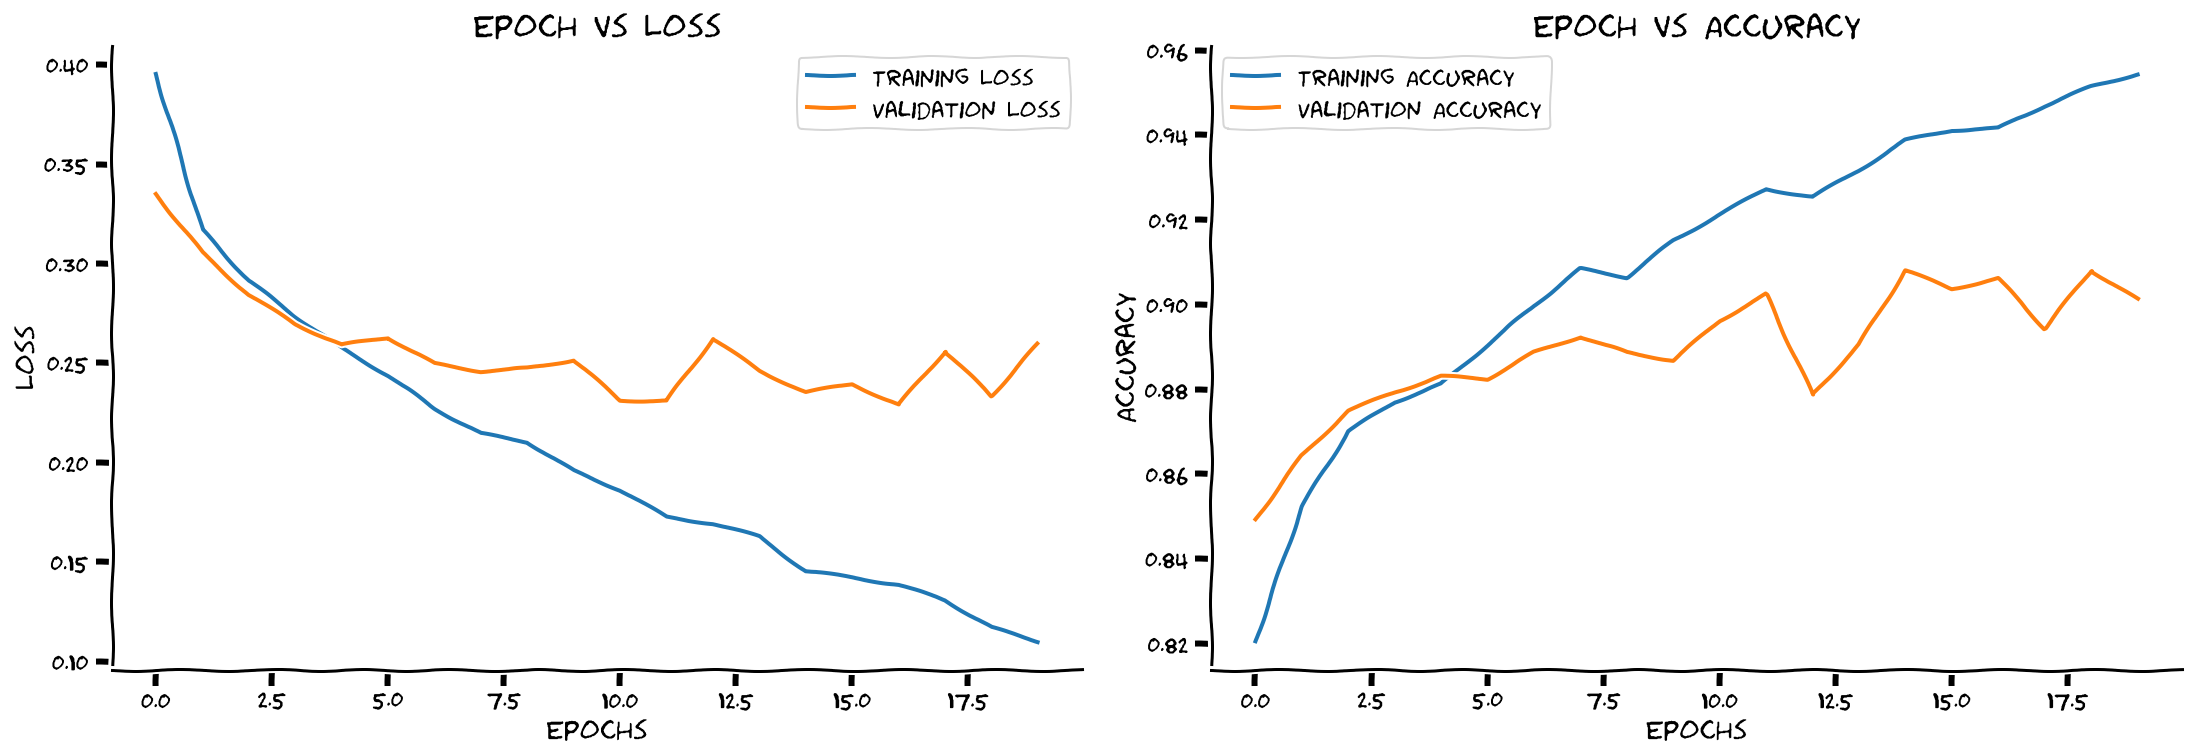 EPOCH VS LOSS
TRAINING LOSS
VALIDATION LOSS
LOSS
0.40
0.35
0.30
0.25
0.20
0.15
0.10
0.0 2.5 5.0 7.5 10.0 12.5 15.0 17.5
EPOCHS
EPOCH VS ACCURACY
TRAINING ACCURACY
VALIDATION ACCURACY
ACCURACY
0.96
0.94
0.92
0.90
0.88
0.86
0.84
0.82
0.0 2.5 5.0 7.5 10.0 12.5 15.0 17.5
EPOCHS